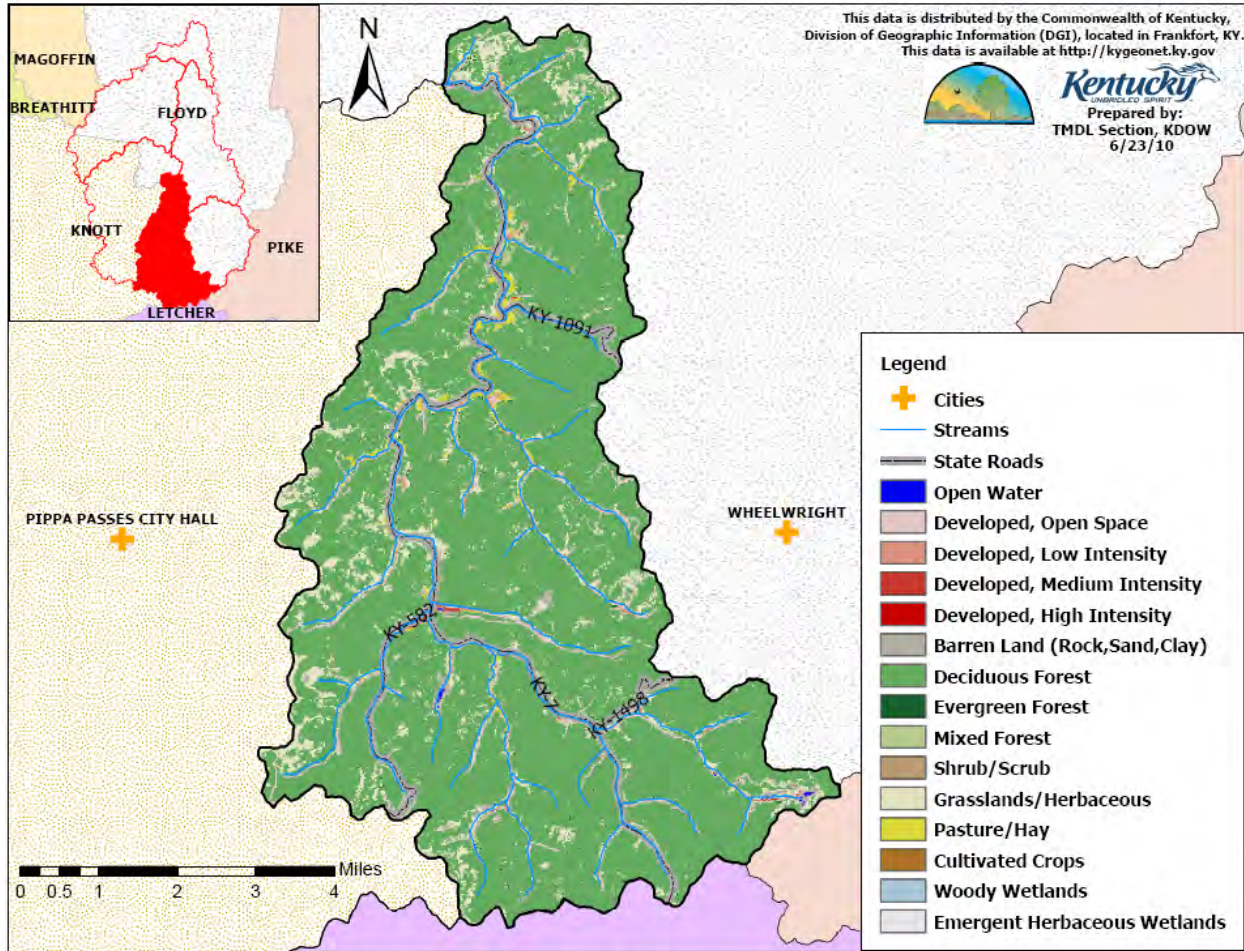 This data is distributed by the Commonwealth of Kentucky,
Division of Geographic Information (DGI), located in Frankfort, KY.
This data is available at http://kygeonet.ky.gov
Kentucky
UNBRIDLED SPIRIT
Prepared by:
TMDL Section, KDOW
6/23/10
N
MAGOFFIN
BREATHITT
FLOYD
KNOTT
PIKE
LETCHER
KY-1091
PIPPA PASSES CITY HALL
WHEELWRIGHT
KY-582
KY-7
KY-1498
Miles
0 0.5 1 2 3 4
Legend
Cities
Streams
State Roads
Open Water
Developed, Open Space
Developed, Low Intensity
Developed, Medium Intensity
Developed, High Intensity
Barren Land (Rock,Sand,Clay)
Deciduous Forest
Evergreen Forest
Mixed Forest
Shrub/Scrub
Grasslands/Herbaceous
Pasture/Hay
Cultivated Crops
Woody Wetlands
Emergent Herbaceous Wetlands